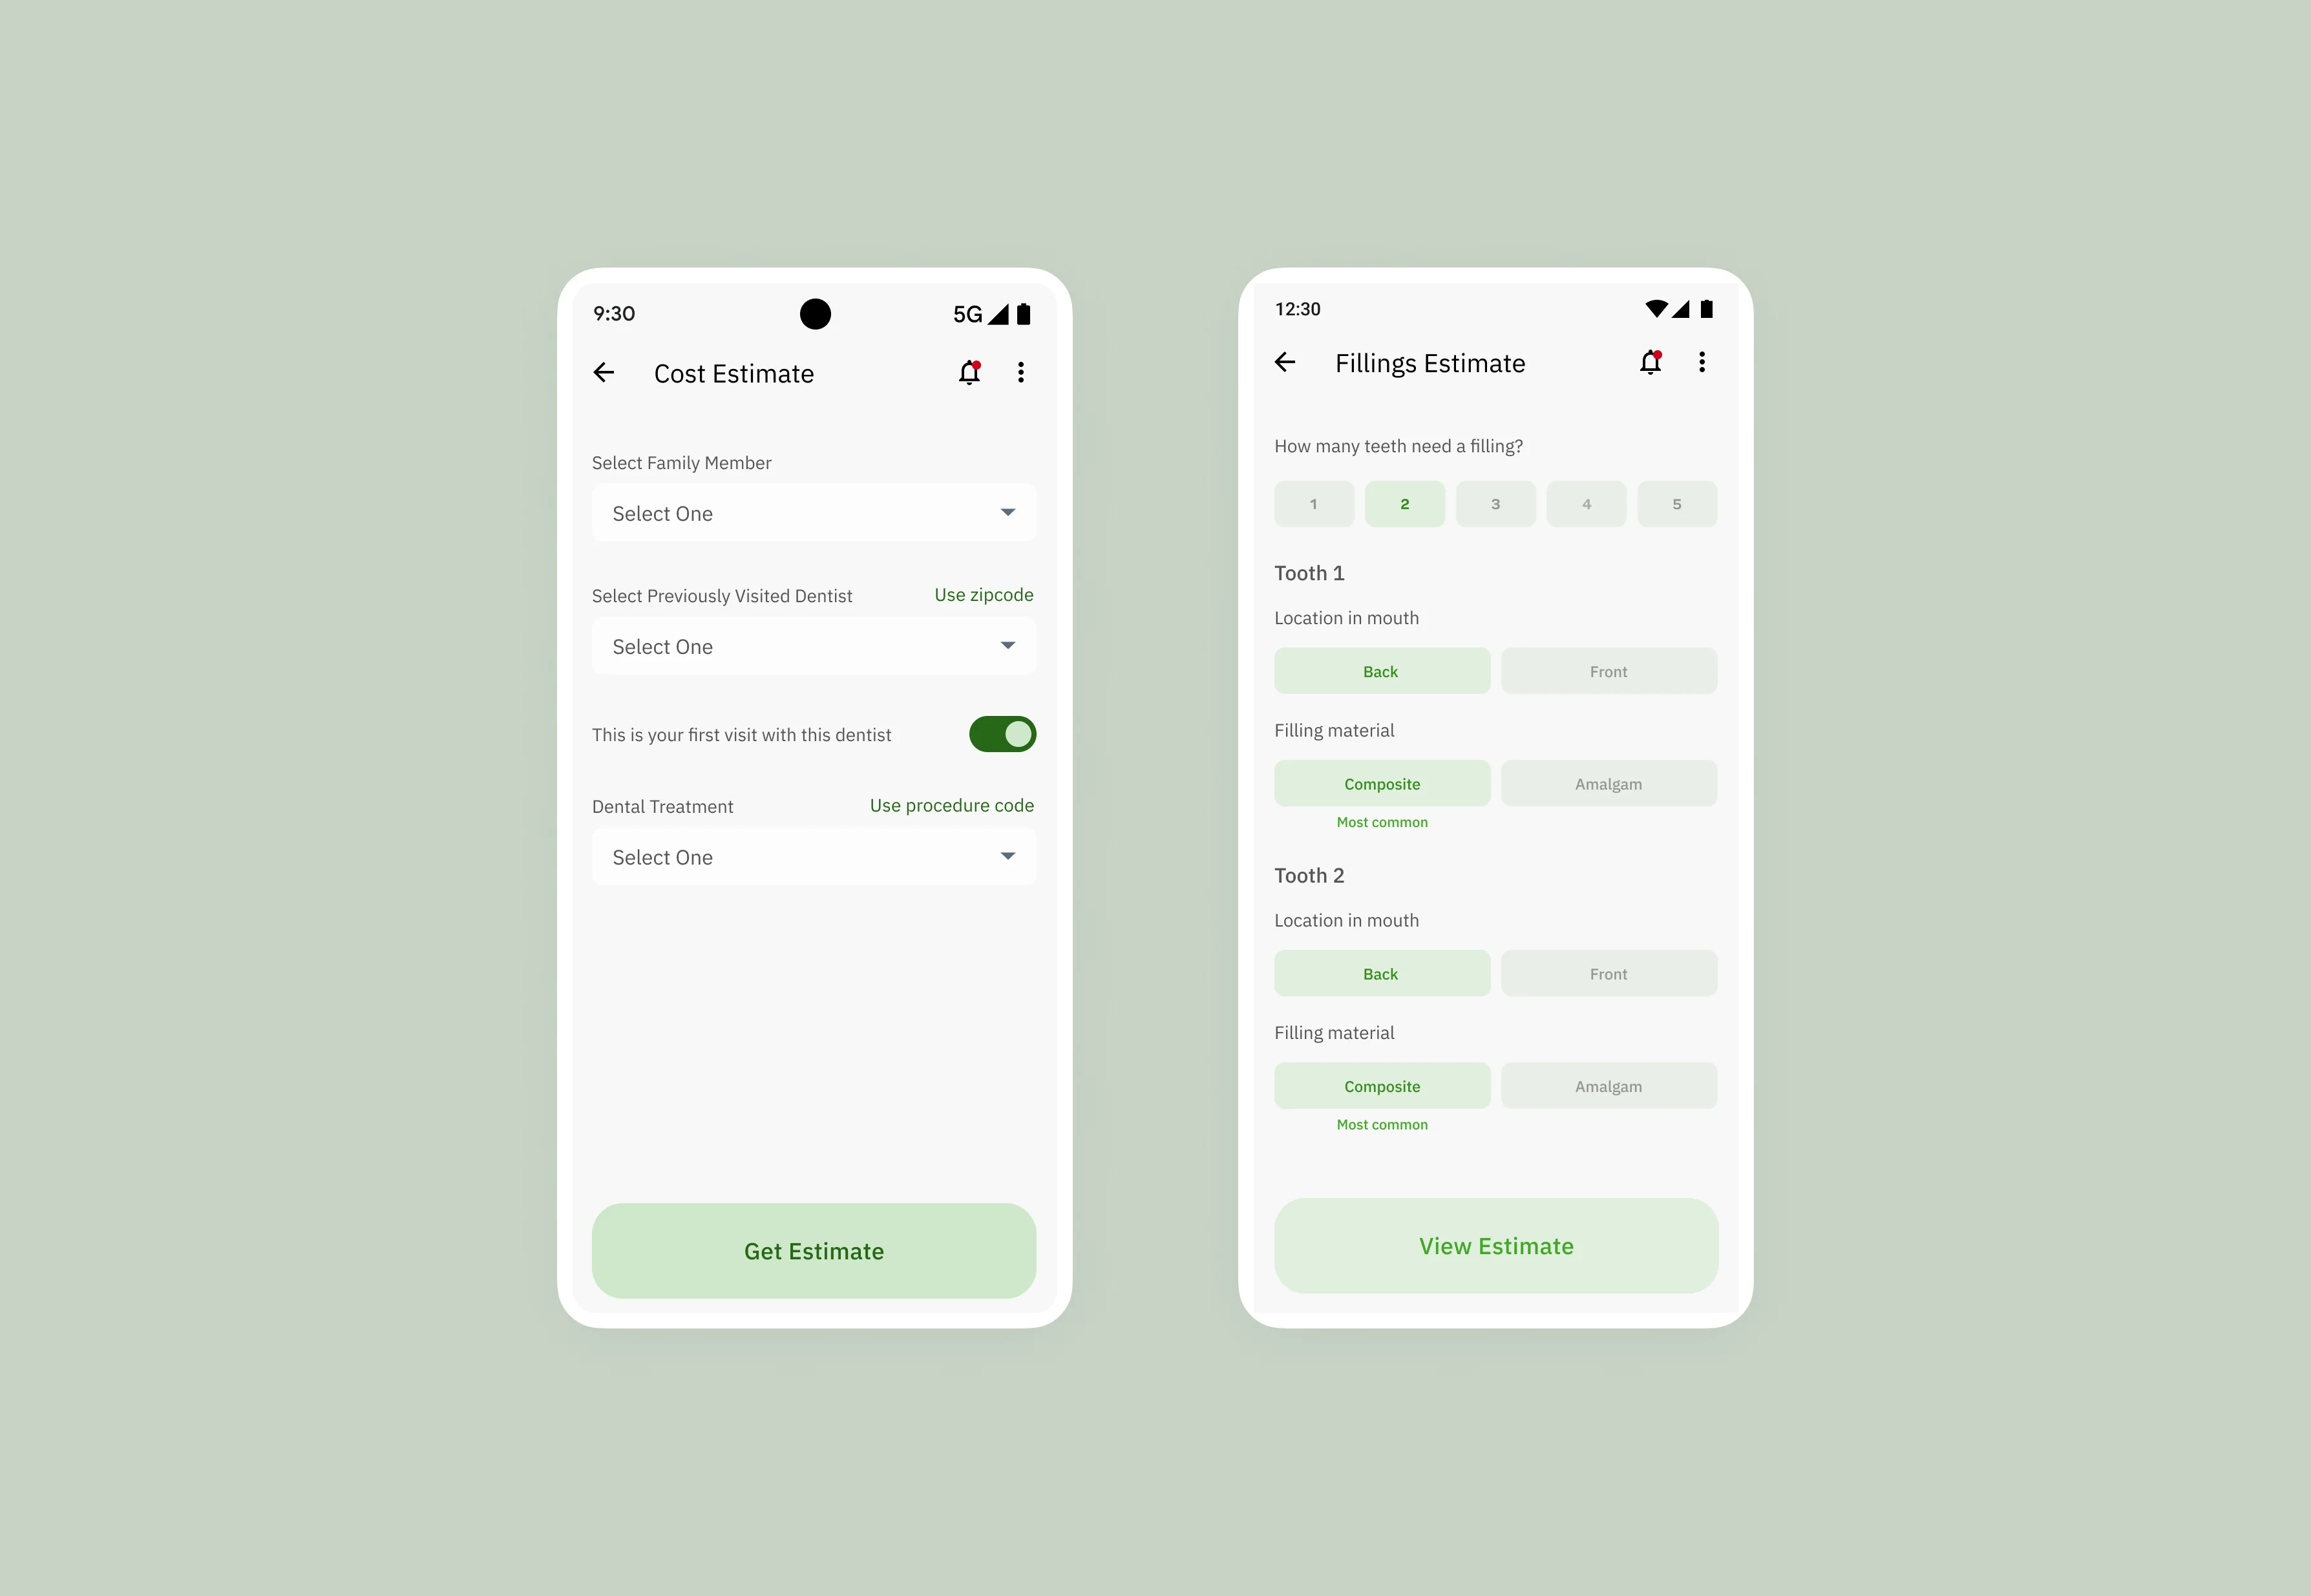 9:30
5G
Cost Estimate
Select Family Member
Select One
Select Previously Visited Dentist
Use zipcode
Select One
This is your first visit with this dentist
Dental Treatment
Use procedure code
Select One
Get Estimate
12:30
Fillings Estimate
How many teeth need a filling?
1 2 3 4 5
Tooth 1
Location in mouth
Back Front
Filling material
Composite Amalgam
Most common
Tooth 2
Location in mouth
Back Front
Filling material
Composite Amalgam
Most common
View Estimate